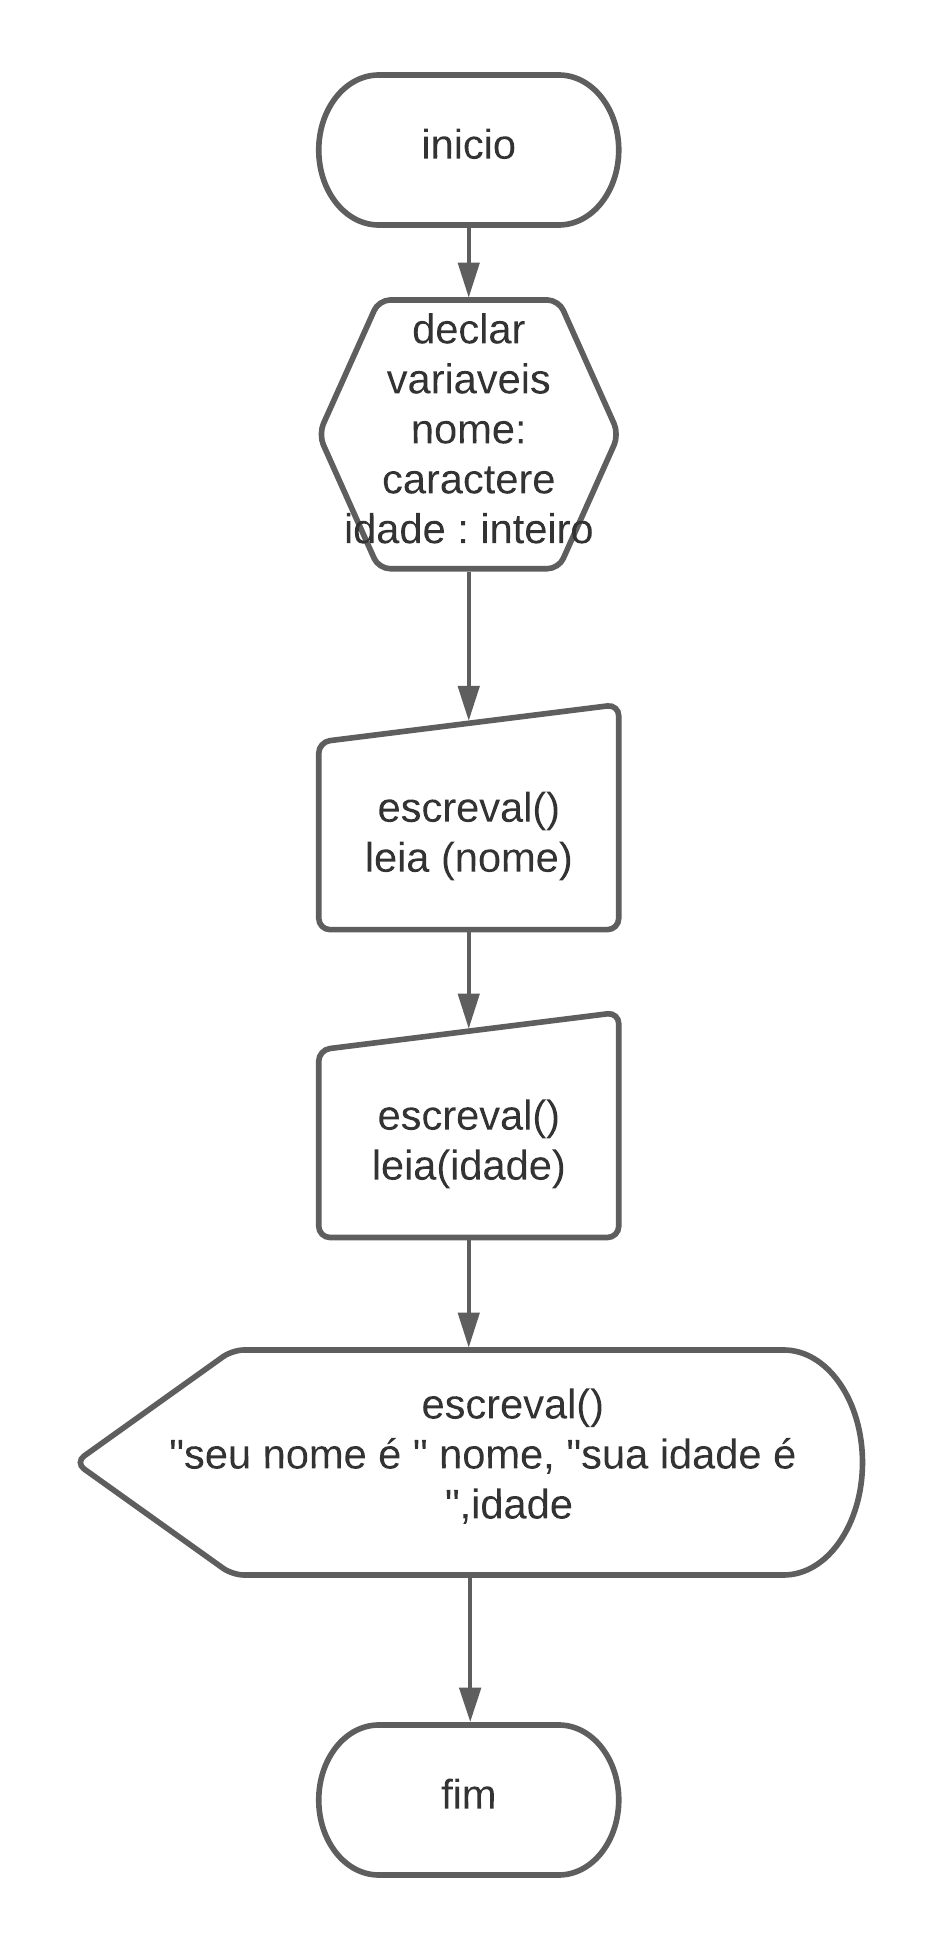 inicio
declar
variaveis
nome:
caractere
idade : inteiro
escreval()
leia (nome)
escreval()
leia(idade)
escreval()
"seu nome é " nome, "sua idade é
",idade
fim